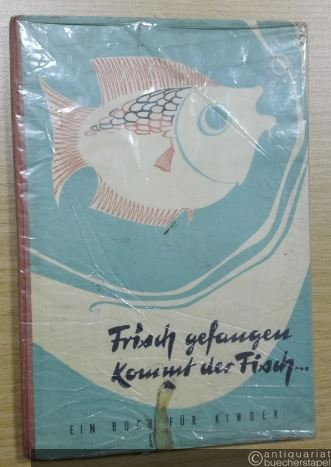 Frisch gefangen
kommt der Fisch...
EIN BUCH FÜR KINDER
antiquariat
buecherstapel